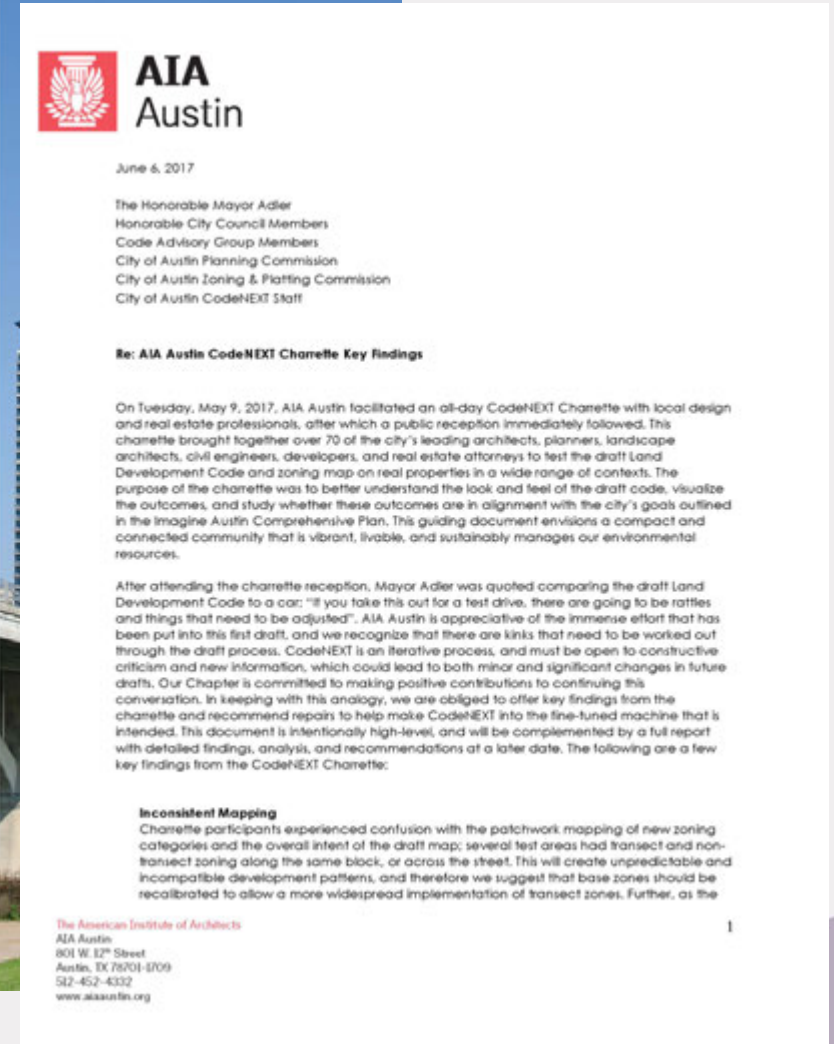 AIA
Austin
June 6, 2017
The Honorable Mayor Adler
Honorable City Council Members
Code Advisory Group Members
City of Austin Planning Commission
City of Austin Zoning & Platting Commission
City of Austin CodeNEXT Staff
Re: AIA Austin CodeNEXT Charrette Key Findings
On Tuesday, May 9, 2017, AIA Austin facilitated an all-day CodeNEXT Charrette with local design
and real estate professionals, after which a public reception immediately followed. This
charrette brought together over 70 of the city's leading architects, planners, landscape
architects, civil engineers, developers, and real estate attorneys to test the draft Land
Development Code and zoning map on real properties in a wide range of contexts. The
purpose of the charrette was to better understand the look and feel of the draft code, visualize
the outcomes, and study whether these outcomes are in alignment with the city's goals outlined
in the Imagine Austin Comprehensive Plan. This guiding document envisions a compact and
connected community that is vibrant, livable, and sustainably manages our environmental
resources.
After attending the charrette reception, Mayor Adler was quoted comparing the draft Land
Development Code to a car: "If you take this out for a test drive, there are going to be rattles
and things that need to be adjusted". AIA Austin is appreciative of the immense effort that has
been put into this first draft, and we recognize that there are kinks that need to be worked out
through the draft process. CodeNEXT is an iterative process, and must be open to constructive
criticism and new information, which could lead to both minor and significant changes in future
drafts. Our Chapter is committed to making positive contributions to continuing this
conversation. In keeping with this analogy, we are obliged to offer key findings from the
charrette and recommend repairs to help make CodeNEXT into the fine-tuned machine that is
intended. This document is intentionally high-level, and will be complemented by a full report
with detailed findings, analysis, and recommendations at a later date. The following are a few
key findings from the CodeNEXT Charrette:
Inconsistent Mapping
Charrette participants experienced confusion with the patchwork mapping of new zoning
categories and the overall intent of the draft map; several test areas had transect and non-
transect zoning along the same block, or across the street. This will create unpredictable and
incompatible development patterns, and therefore we suggest that base zones should be
recalibrated to allow a more widespread implementation of transect zones. Further, as the
The American Institute of Architects
AIA Austin
801 W. 12th Street
Austin, TX 78701-1709
512-452-4332
www.aiaaustin.org
1